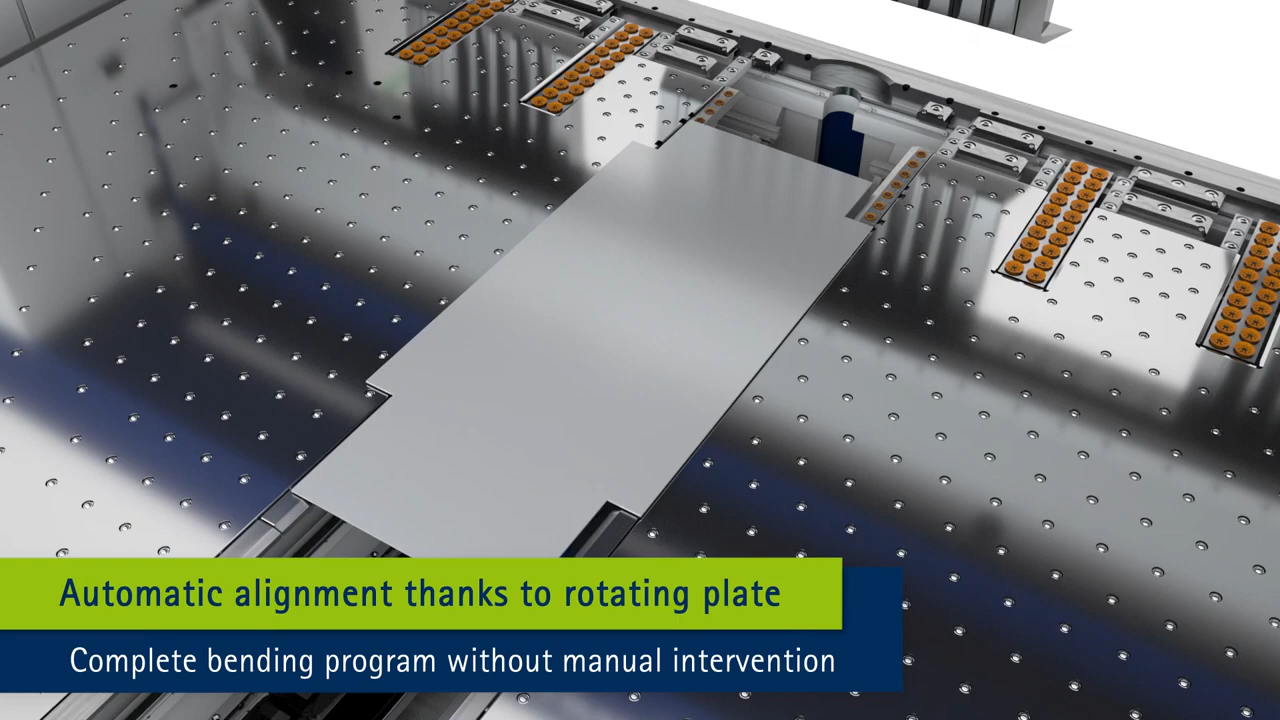 Automatic alignment thanks to rotating plate
Complete bending program without manual intervention